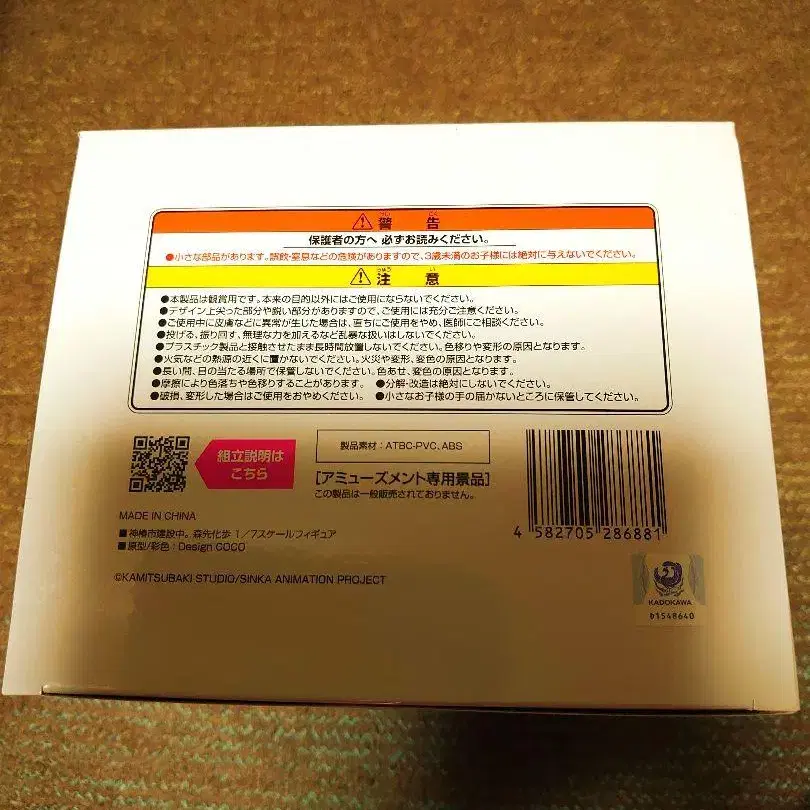 ⚠警告
保護者の方へ 必ずお読みください。
●小さな部品があります。誤飲・窒息などの危険がありますので、3歳未満のお子様には絶対に与えないでください。
⚠注意
●本製品は観賞用です。本来の目的以外にはご使用にならないでください。
●デザイン上尖った部分や鋭い部分がありますので、ご使用には充分ご注意ください。
●ご使用中に皮膚などに異常が生じた場合は、直ちにご使用をやめ、医師にご相談ください。
●投げる、振り回す、無理な力を加えるなど乱暴な扱いはしないでください。
●プラスチック製品と接触させたまま長時間放置しないでください。色移りや変形の原因となります。
●火気などの熱源の近くに置かないでください。火災や変形、変色の原因となります。
●長い間、日の当たる場所で保管しないでください。色あせ、変色の原因となります。
●摩擦により色落ちや色移りすることがあります。 ●分解・改造は絶対にしないでください。
●破損、変形した場合はご使用をおやめください。 ●小さなお子様の手の届かないところに保管してください。
組立説明は
こちら
製品素材:ATBC-PVC、ABS
[アミューズメント専用景品]
この製品は一般販売されておりません。
4 582705 286881
MADE IN CHINA
■神椿市建設中。森先化歩 1/7スケールフィギュア
■原型/彩色:Design COCO
©KAMITSUBAKI STUDIO/SINKA ANIMATION PROJECT
KADOKAWA
b1548640